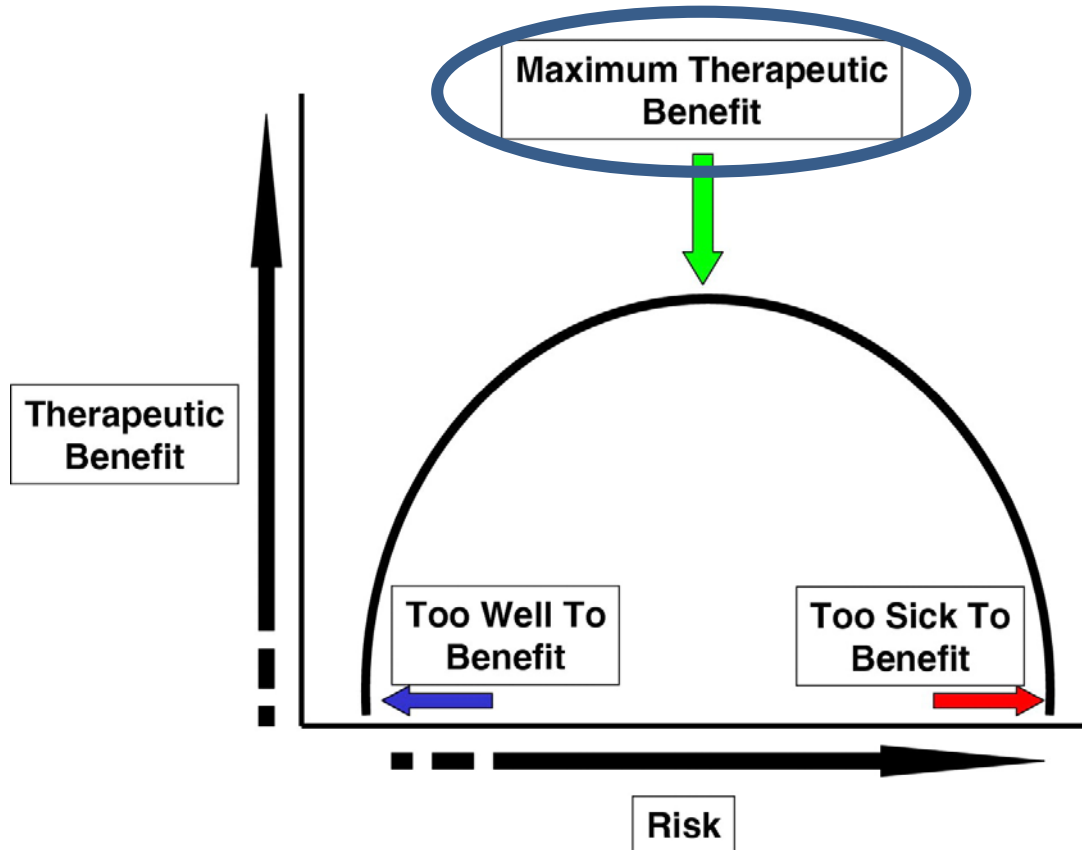 Maximum Therapeutic
Benefit
Therapeutic
Benefit
Too Well To
Benefit
Too Sick To
Benefit
Risk